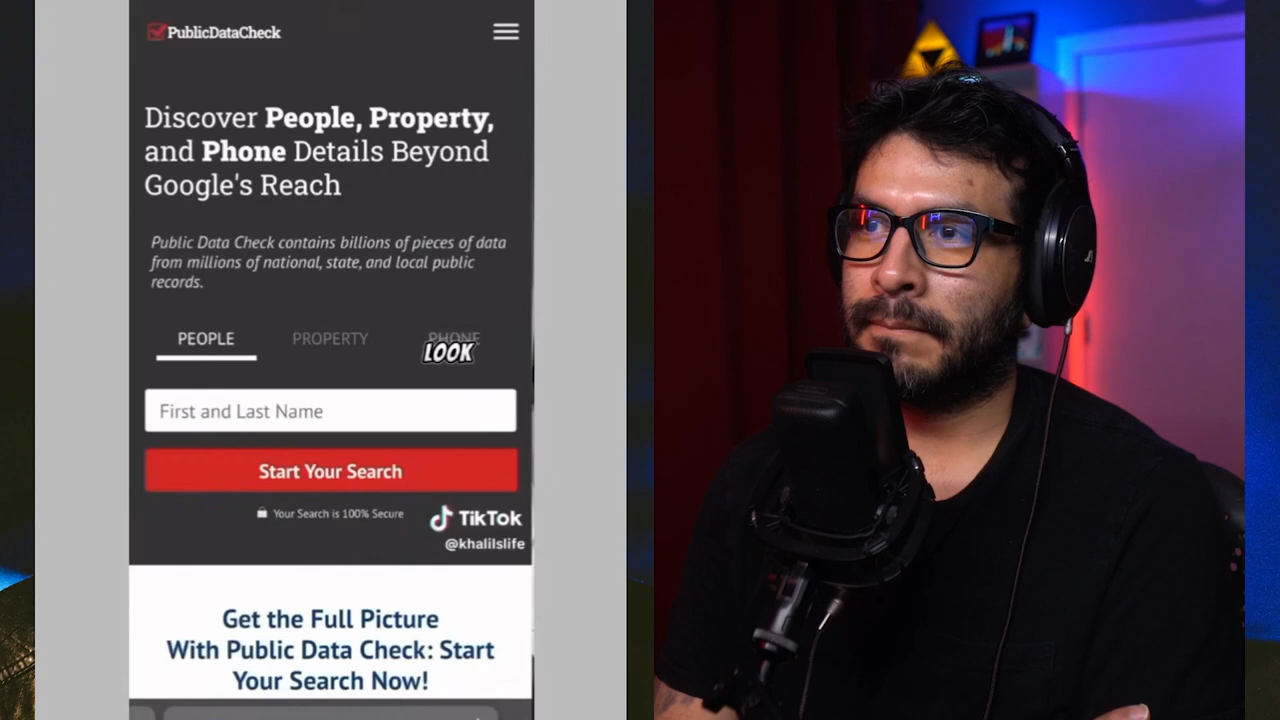 PublicDataCheck
Discover People, Property,
and Phone Details Beyond
Google's Reach
Public Data Check contains billions of pieces of data
from millions of national, state, and local public
records.
PEOPLE
PROPERTY
PHONE
LOOK
First and Last Name
Start Your Search
Your Search is 100% Secure
TikTok
@khalilslife
Get the Full Picture
With Public Data Check: Start
Your Search Now!